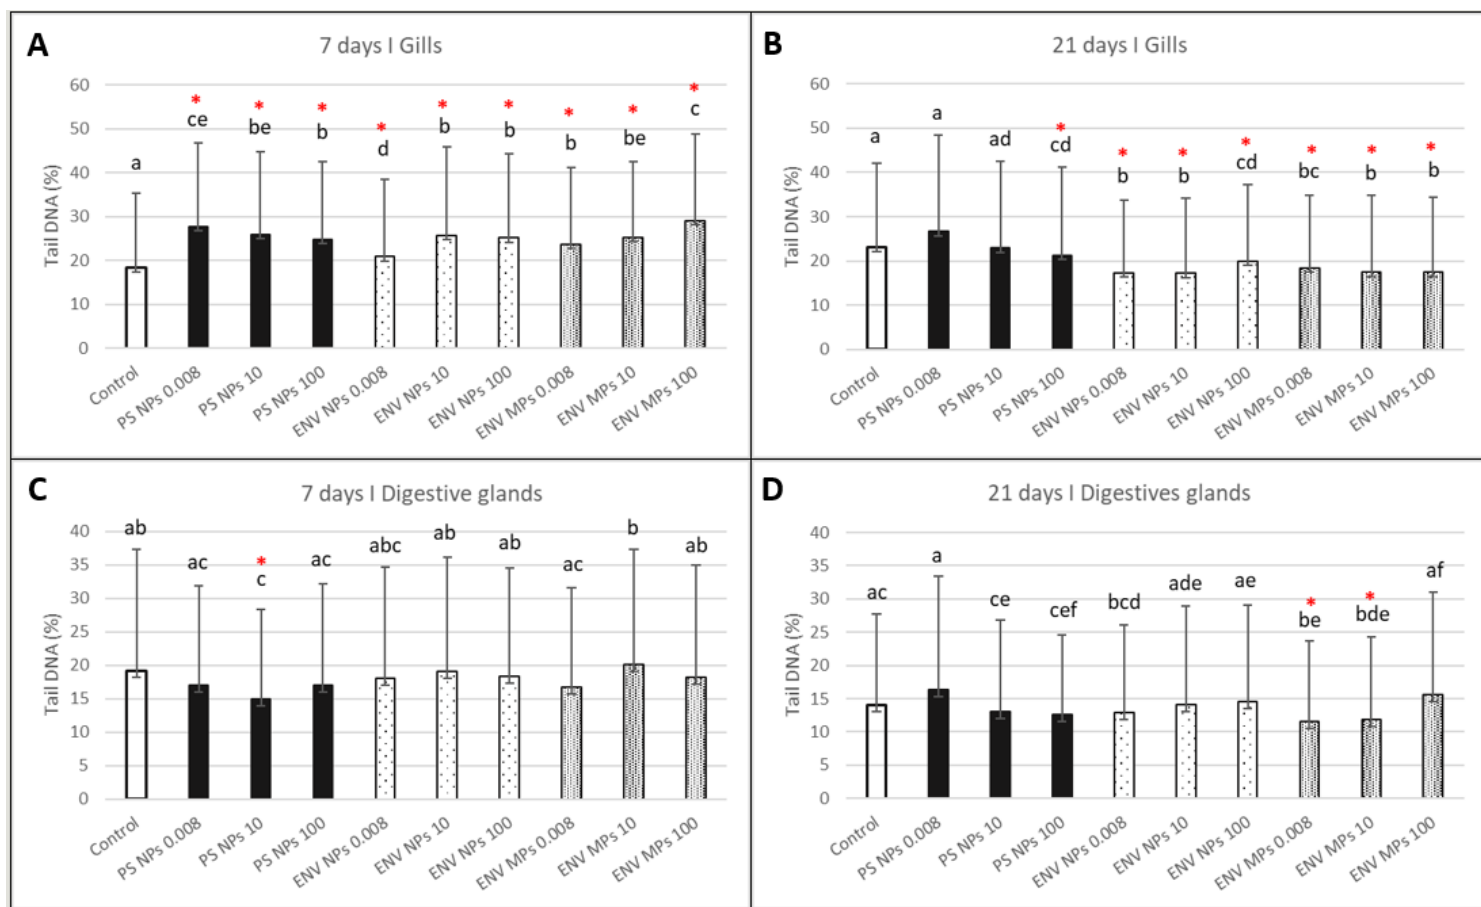 A
7 days I Gills
Tail DNA (%)
60
50
40
30
20
10
0
a
* * * * * * * * *
ce be b d b b b be c
Control
PS NPs 0.008
PS NPs 10
PS NPs 100
ENV NPs 0.008
ENV NPs 10
ENV NPs 100
ENV MPs 0.008
ENV MPs 10
ENV MPs 100
B
21 days I Gills
Tail DNA (%)
60
50
40
30
20
10
0
* * * * * * *
a a ad cd b b cd bc b b
Control
PS NPs 0.008
PS NPs 10
PS NPs 100
ENV NPs 0.008
ENV NPs 10
ENV NPs 100
ENV MPs 0.008
ENV MPs 10
ENV MPs 100
C
7 days I Digestive glands
Tail DNA (%)
40
35
30
25
20
15
10
5
0
*
ab ac c ac abc ab ab ac b ab
Control
PS NPs 0.008
PS NPs 10
PS NPs 100
ENV NPs 0.008
ENV NPs 10
ENV NPs 100
ENV MPs 0.008
ENV MPs 10
ENV MPs 100
D
21 days I Digestives glands
Tail DNA (%)
40
35
30
25
20
15
10
5
0
* *
ac a ce cef bcd ade ae be bde af
Control
PS NPs 0.008
PS NPs 10
PS NPs 100
ENV NPs 0.008
ENV NPs 10
ENV NPs 100
ENV MPs 0.008
ENV MPs 10
ENV MPs 100